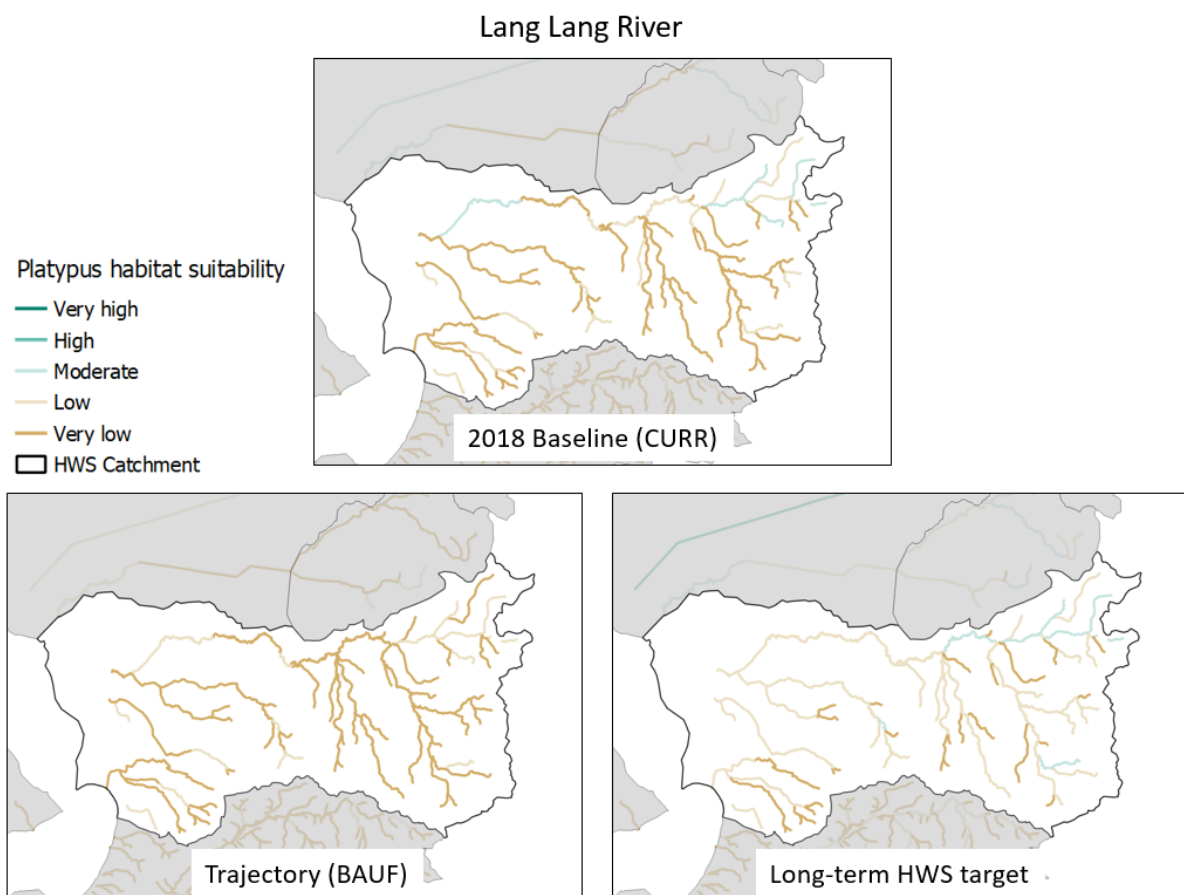 Lang Lang River
Platypus habitat suitability
Very high
High
Moderate
Low
Very low
HWS Catchment
2018 Baseline (CURR)
Trajectory (BAUF)
Long-term HWS target